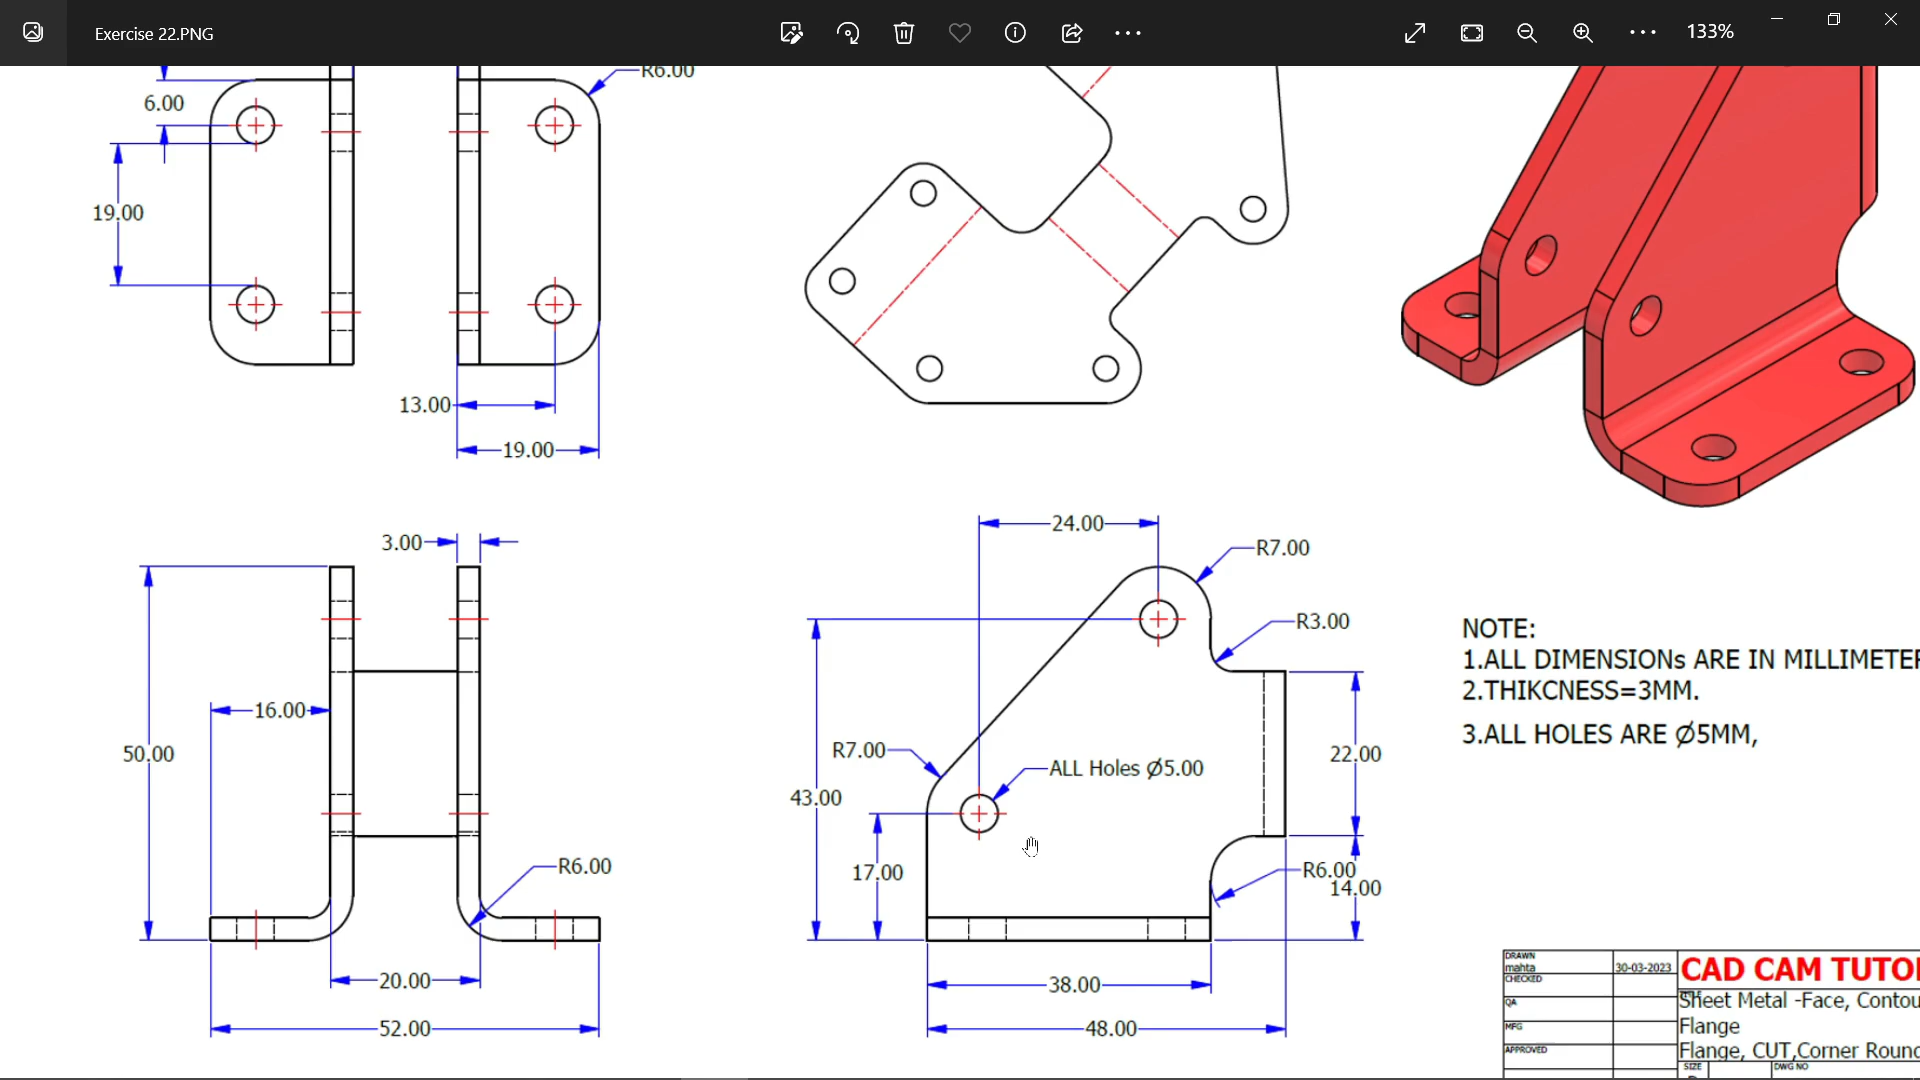 Exercise 22.PNG
133%
R6.00
6.00
19.00
13.00
19.00
3.00
24.00
R7.00
R3.00
NOTE:
1.ALL DIMENSIONs ARE IN MILLIMETER
2.THIKCNESS=3MM.
3.ALL HOLES ARE Ø5MM,
16.00
50.00
R7.00
ALL Holes Ø5.00
22.00
43.00
R6.00
17.00
R6.00
14.00
20.00
38.00
52.00
48.00
DRAWN
mahta
30-03-2023
CAD CAM TUTO
CHECKED
Sheet Metal -Face, Contou
QA
Flange
MFG
Flange, CUT,Corner Round
APPROVED
SIZE
DWG NO